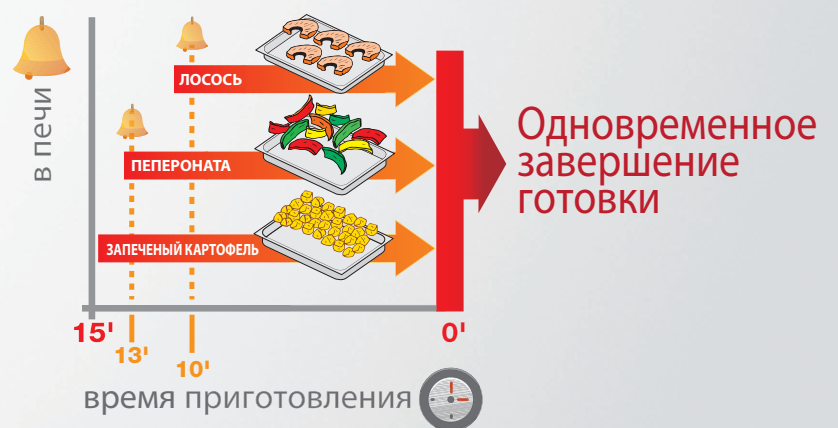 в печи
ЛОСОСЬ
ПЕПЕРОНАТА
ЗАПЕЧЕНЫЙ КАРТОФЕЛЬ
Одновременное
завершение
готовки
15'
13'
10'
0'
время приготовления